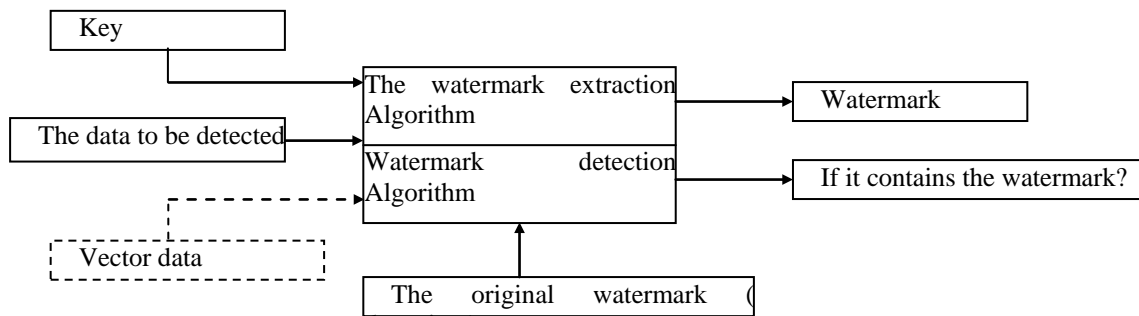 Key
The watermark extraction
Algorithm
Watermark
The data to be detected
Watermark detection
Algorithm
If it contains the watermark?
Vector data
The original watermark (